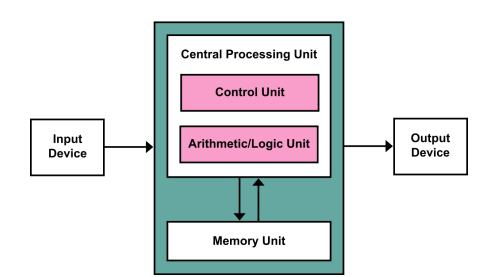 Central Processing Unit
Control Unit
Arithmetic/Logic Unit
Input
Device
Output
Device
Memory Unit